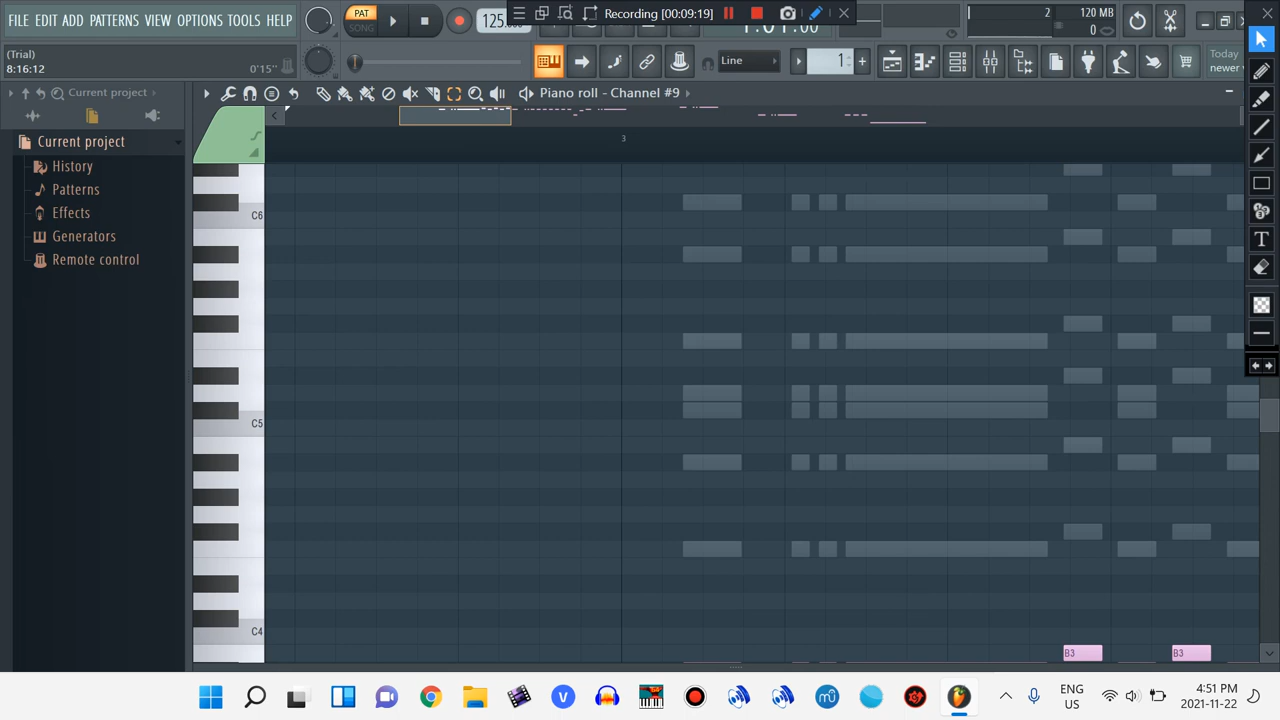 FILE EDIT ADD PATTERNS VIEW OPTIONS TOOLS HELP
PAT
SONG
Recording [00:09:19]
2
120 MB
0
(Trial)
8:16:12
0'15''
Line
1
Today
newer v
Current project
Piano roll - Channel #9
Current project
History
Patterns
Effects
Generators
Remote control
3
C6
C5
C4
B3
B3
T
V
ENG
US
4:51 PM
2021-11-22